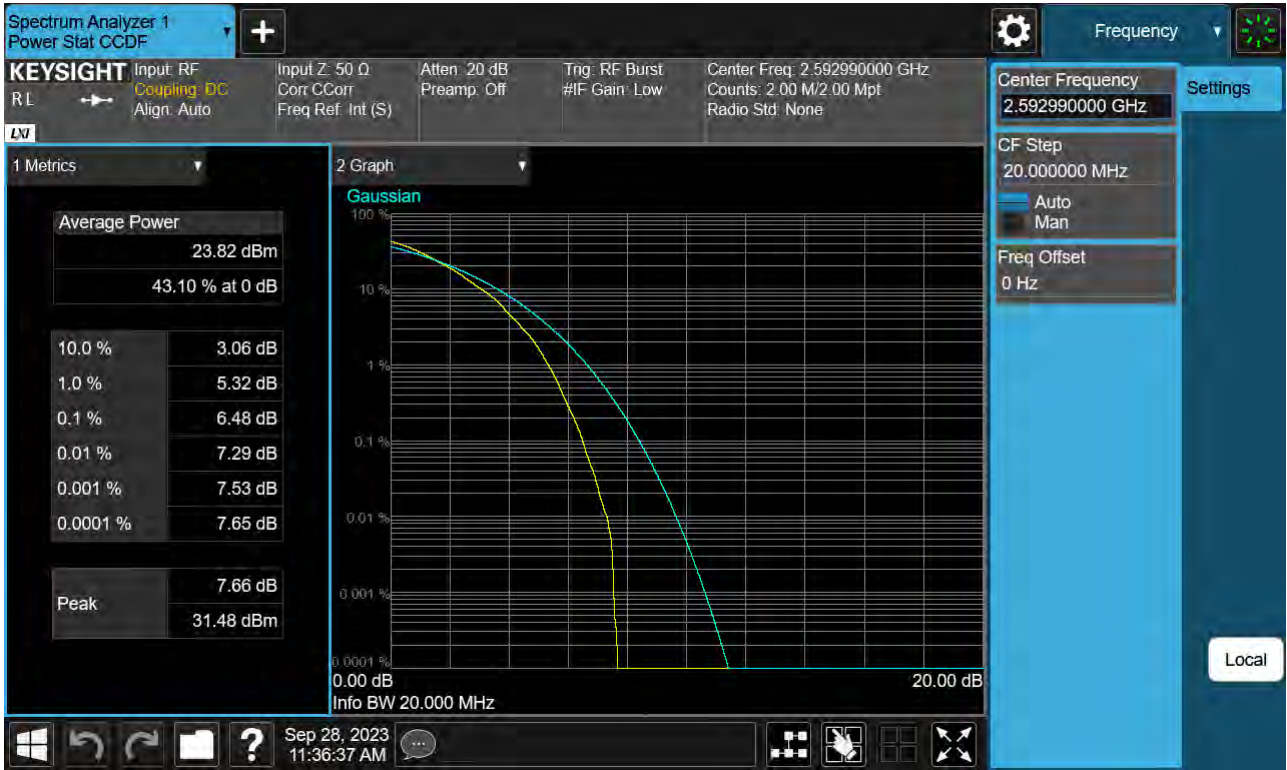 Spectrum Analyzer 1
Power Stat CCDF
+
Frequency
KEYSIGHT
RL
LXI
Input: RF
Coupling: DC
Align: Auto
Input Z: 50 Ω
Corr CCorr
Freq Ref: Int (S)
Atten: 20 dB
Preamp: Off
Trig: RF Burst
#IF Gain: Low
Center Freq: 2.592990000 GHz
Counts: 2.00 M/2.00 Mpt
Radio Std: None
Center Frequency
2.592990000 GHz
Settings
CF Step
20.000000 MHz
Auto
Man
Freq Offset
0 Hz
Local
1 Metrics
Average Power
23.82 dBm
43.10 % at 0 dB
10.0 % 3.06 dB
1.0 % 5.32 dB
0.1 % 6.48 dB
0.01 % 7.29 dB
0.001 % 7.53 dB
0.0001 % 7.65 dB
Peak
7.66 dB
31.48 dBm
2 Graph
Gaussian
100 %
10 %
1 %
0.1 %
0.01 %
0.001 %
0.0001 %
0.00 dB 20.00 dB
Info BW 20.000 MHz
?
Sep 28, 2023
11:36:37 AM